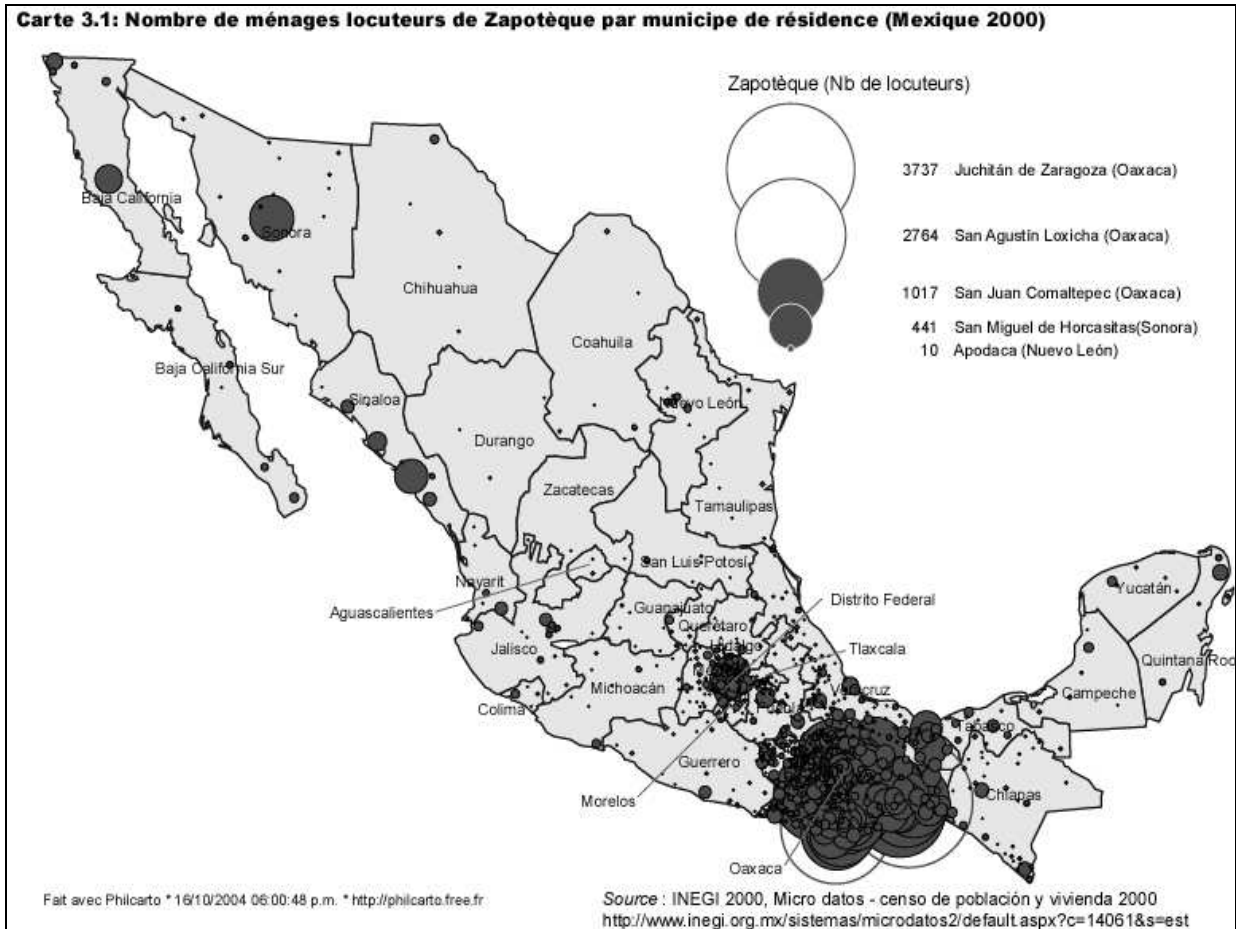 Carte 3.1: Nombre de ménages locuteurs de Zapotèque par municipe de résidence (Mexique 2000)
Zapotèque (Nb de locuteurs)
3737 Juchitán de Zaragoza (Oaxaca)
2764 San Agustín Loxicha (Oaxaca)
1017 San Juan Comaltepec (Oaxaca)
441 San Miguel de Horcasitas(Sonora)
10 Apodaca (Nuevo León)
Baja California
Sonora
Chihuahua
Coahuila
Baja California Sur
Sinaloa
Nuevo León
Durango
Zacatecas
Tamaulipas
San Luis Potosí
Nayarit
Aguascalientes
Guanajuato
Querétaro
Hidalgo
Distrito Federal
Yucatán
Jalisco
Tlaxcala
Quintana Roo
Michoacán
Veracruz
Campeche
Colima
Tabasco
Guerrero
Chiapas
Morelos
Oaxaca
Fait avec Philcarto * 16/10/2004 06:00:48 p.m. * http://philcarto.free.fr
Source : INEGI 2000, Micro datos - censo de población y vivienda 2000
http://www.inegi.org.mx/sistemas/microdatos2/default.aspx?c=14061&s=est